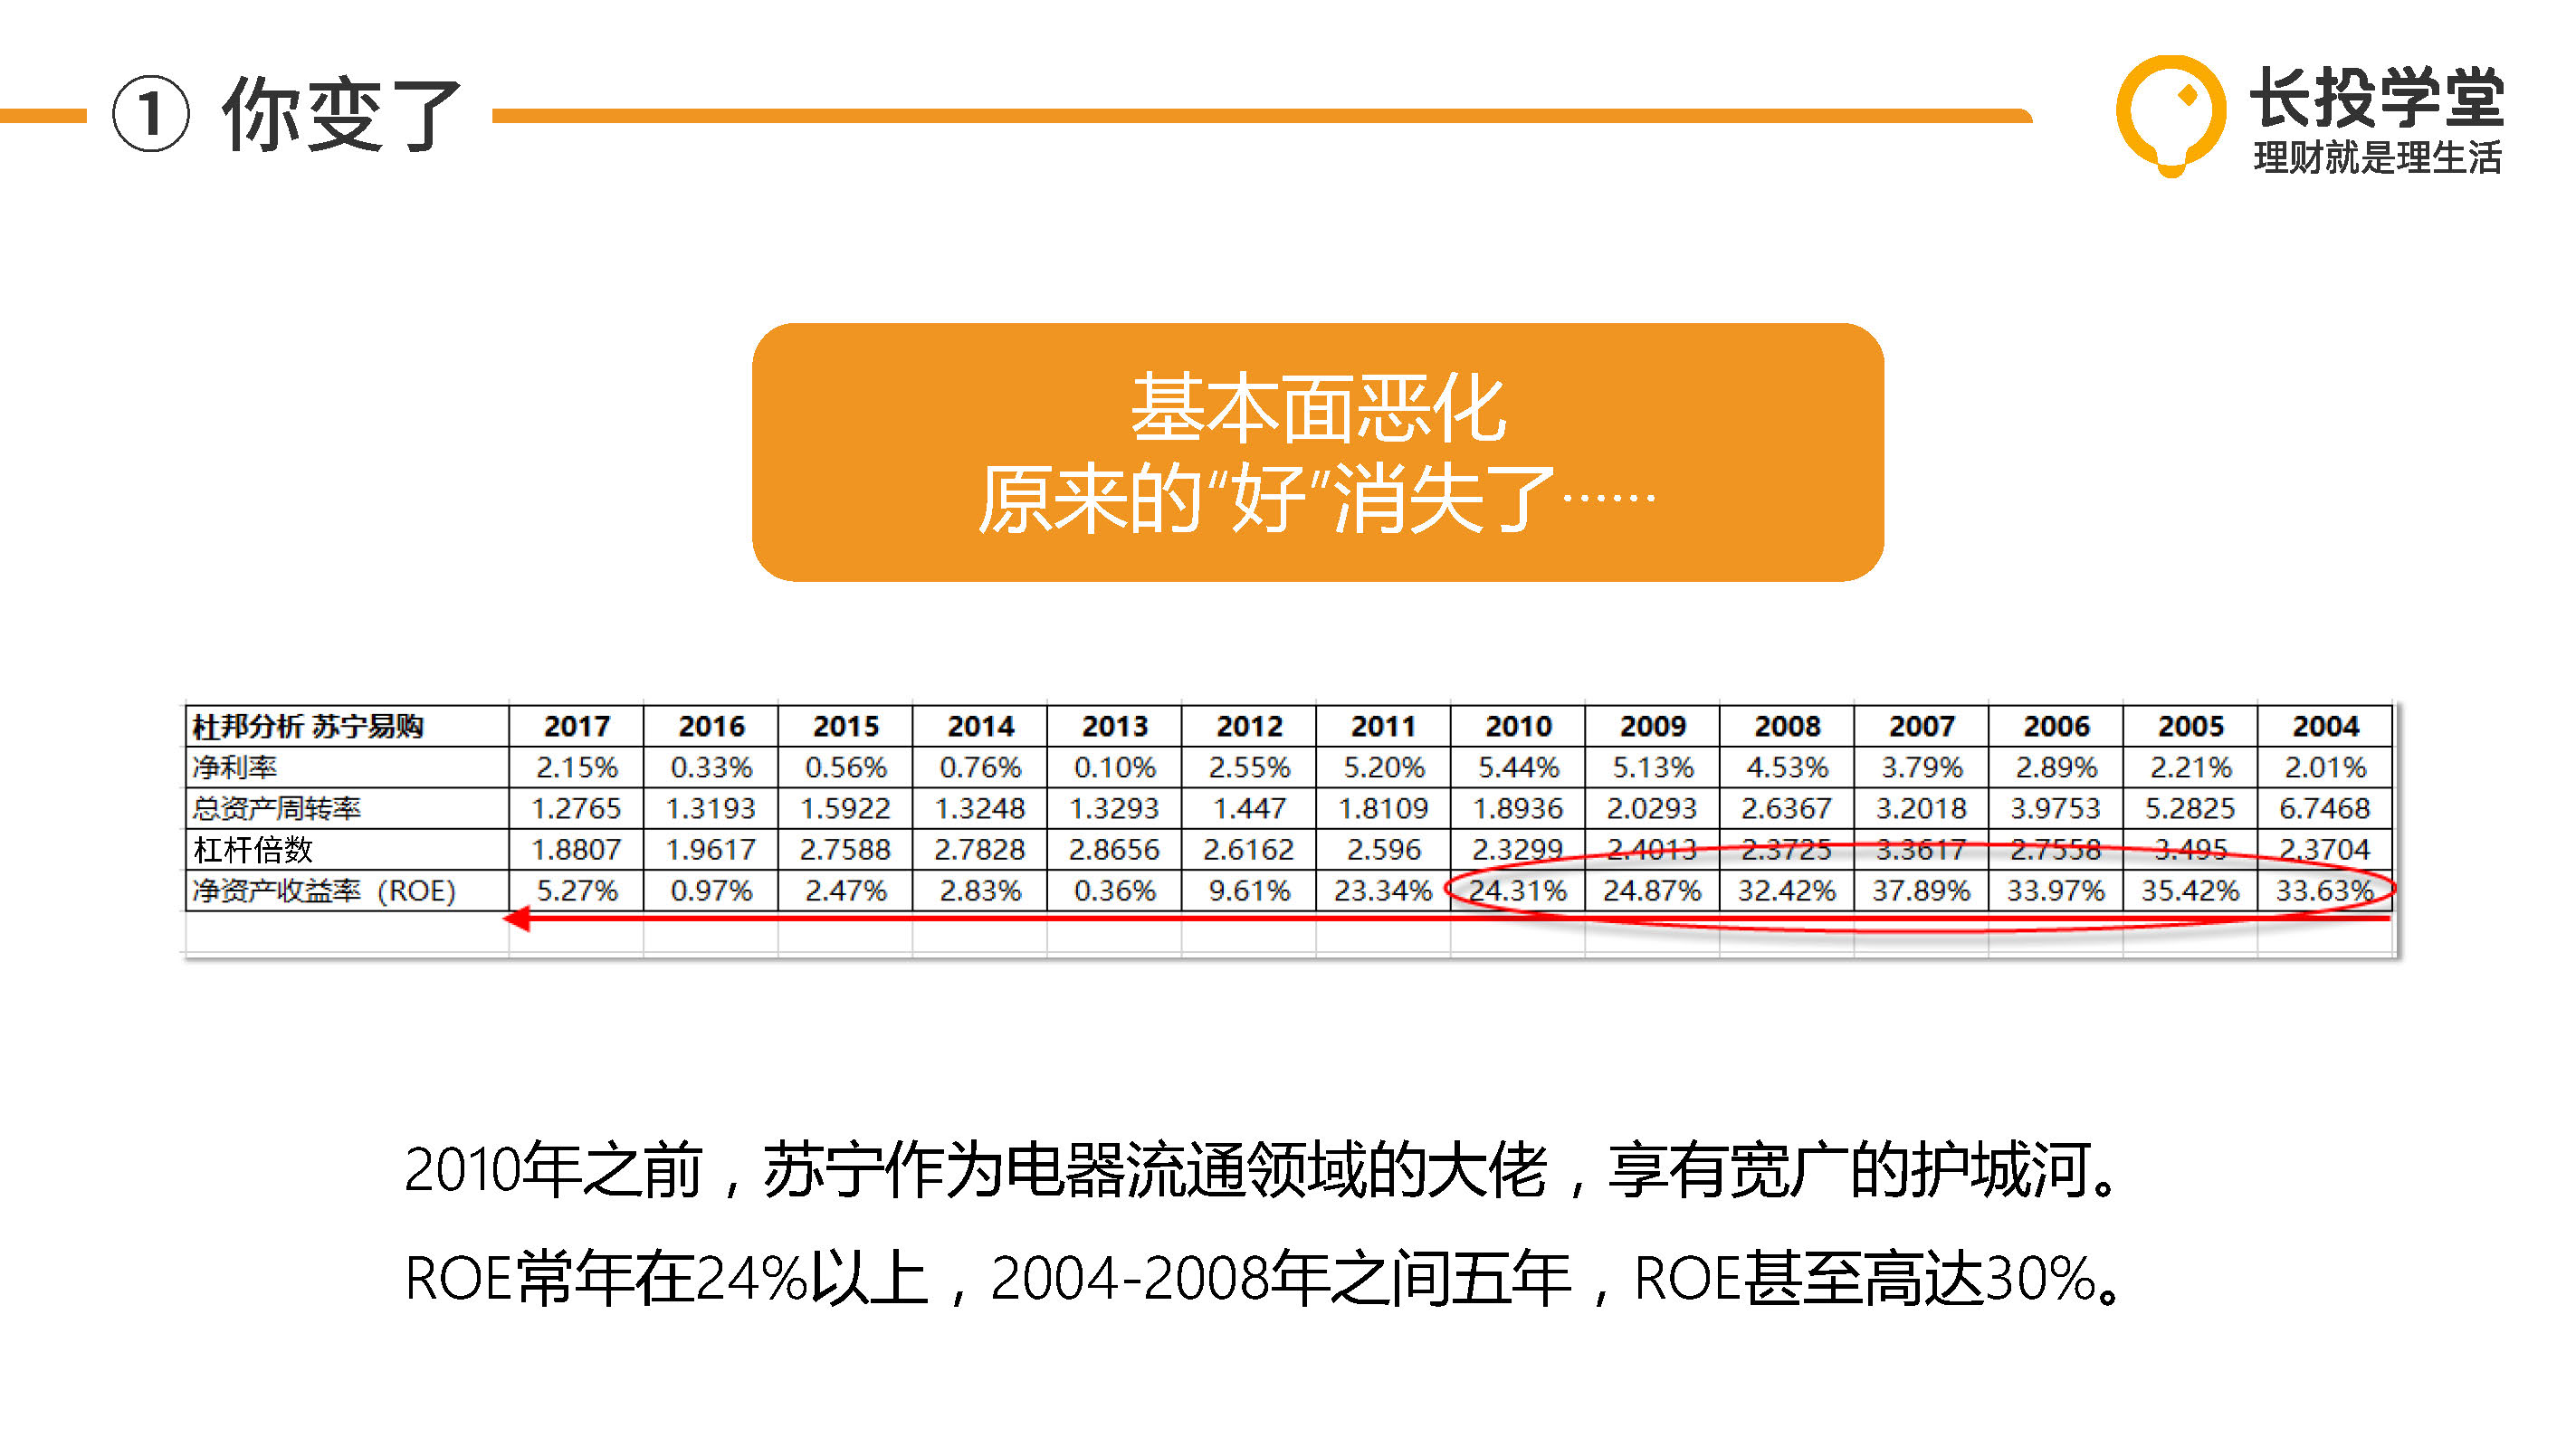 ① 你变了
长投学堂
理财就是理生活
基本面恶化
原来的“好”消失了……
杜邦分析 苏宁易购 2017 2016 2015 2014 2013 2012 2011 2010 2009 2008 2007 2006 2005 2004
净利率 2.15% 0.33% 0.56% 0.76% 0.10% 2.55% 5.20% 5.44% 5.13% 4.53% 3.79% 2.89% 2.21% 2.01%
总资产周转率 1.2765 1.3193 1.5922 1.3248 1.3293 1.447 1.8109 1.8936 2.0293 2.6367 3.2018 3.9753 5.2825 6.7468
杠杆倍数 1.8807 1.9617 2.7588 2.7828 2.8656 2.6162 2.596 2.3299 2.4013 2.3725 3.3617 2.7558 3.495 2.3704
净资产收益率（ROE) 5.27% 0.97% 2.47% 2.83% 0.36% 9.61% 23.34% 24.31% 24.87% 32.42% 37.89% 33.97% 35.42% 33.63%
2010年之前，苏宁作为电器流通领域的大佬，享有宽广的护城河。
ROE常年在24%以上，2004-2008年之间五年，ROE甚至高达30%。